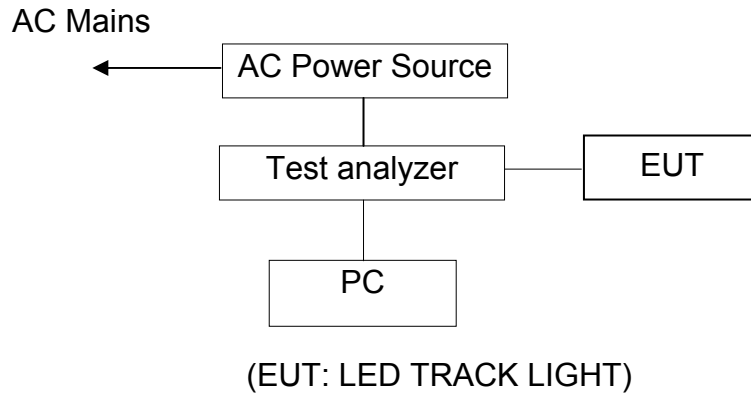 AC Mains
AC Power Source
Test analyzer
EUT
PC
(EUT: LED TRACK LIGHT)